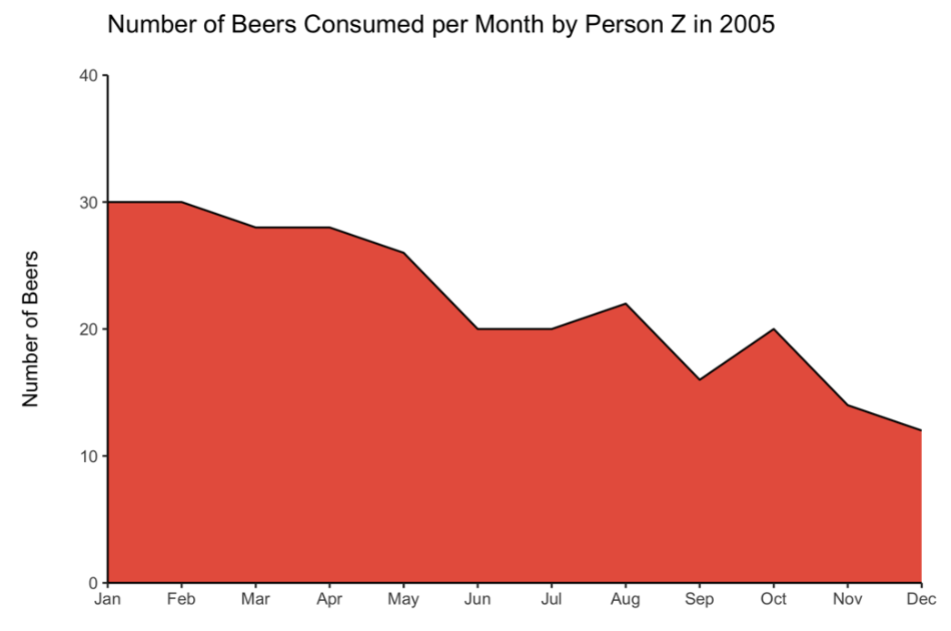 Number of Beers Consumed per Month by Person Z in 2005
Number of Beers
40
30
20
10
0
Jan Feb Mar Apr May Jun Jul Aug Sep Oct Nov Dec